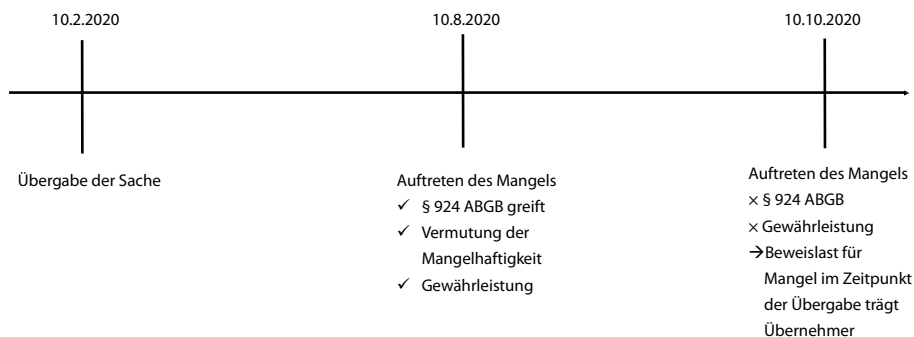 10.2.2020
10.8.2020
10.10.2020
Übergabe der Sache
Auftreten des Mangels
✓ § 924 ABGB greift
✓ Vermutung der
Mangelhaftigkeit
✓ Gewährleistung
Auftreten des Mangels
× § 924 ABGB
× Gewährleistung
→Beweislast für
Mangel im Zeitpunkt
der Übergabe trägt
Übernehmer